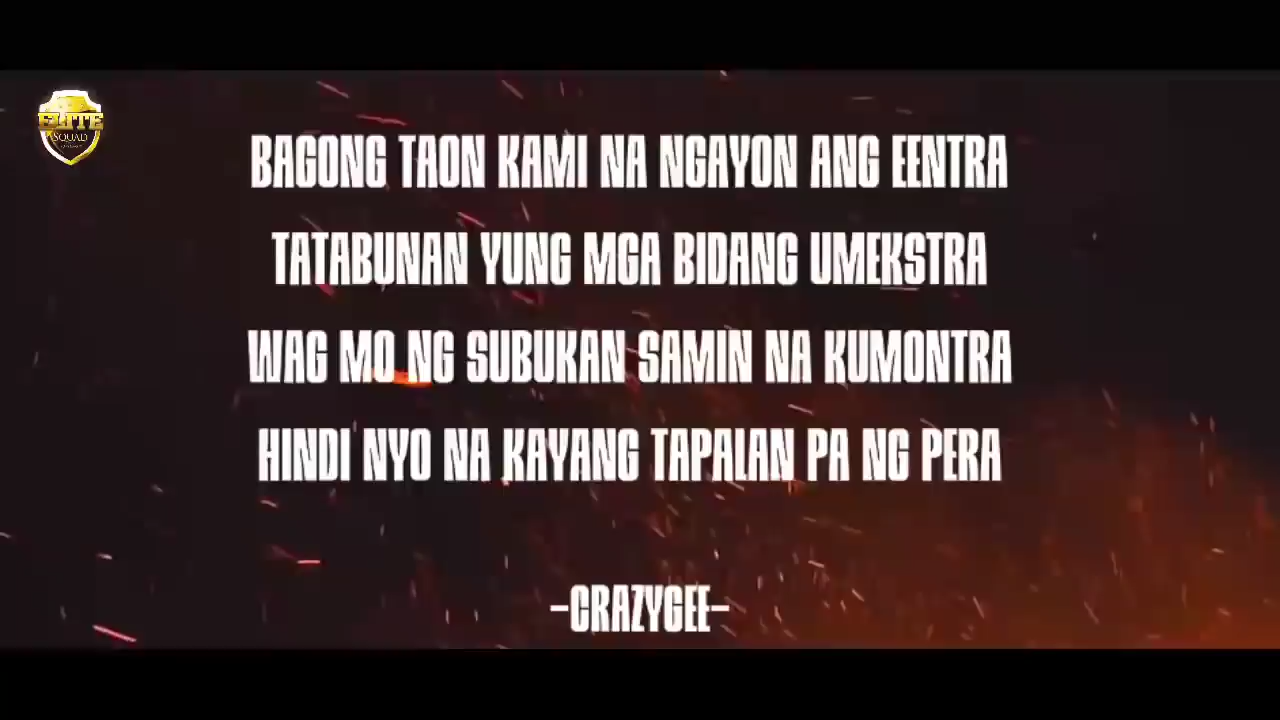 ELITE
SQUAD
BAGONG TAON KAMI NA NGAYON ANG EENTRA
TATABUNAN YUNG MGA BIDANG UMEKSTRA
WAG MO NG SUBUKAN SAMIN NA KUMONTRA
HINDI NYO NA KAYANG TAPALAN PA NG PERA
-CRAZYGEE-